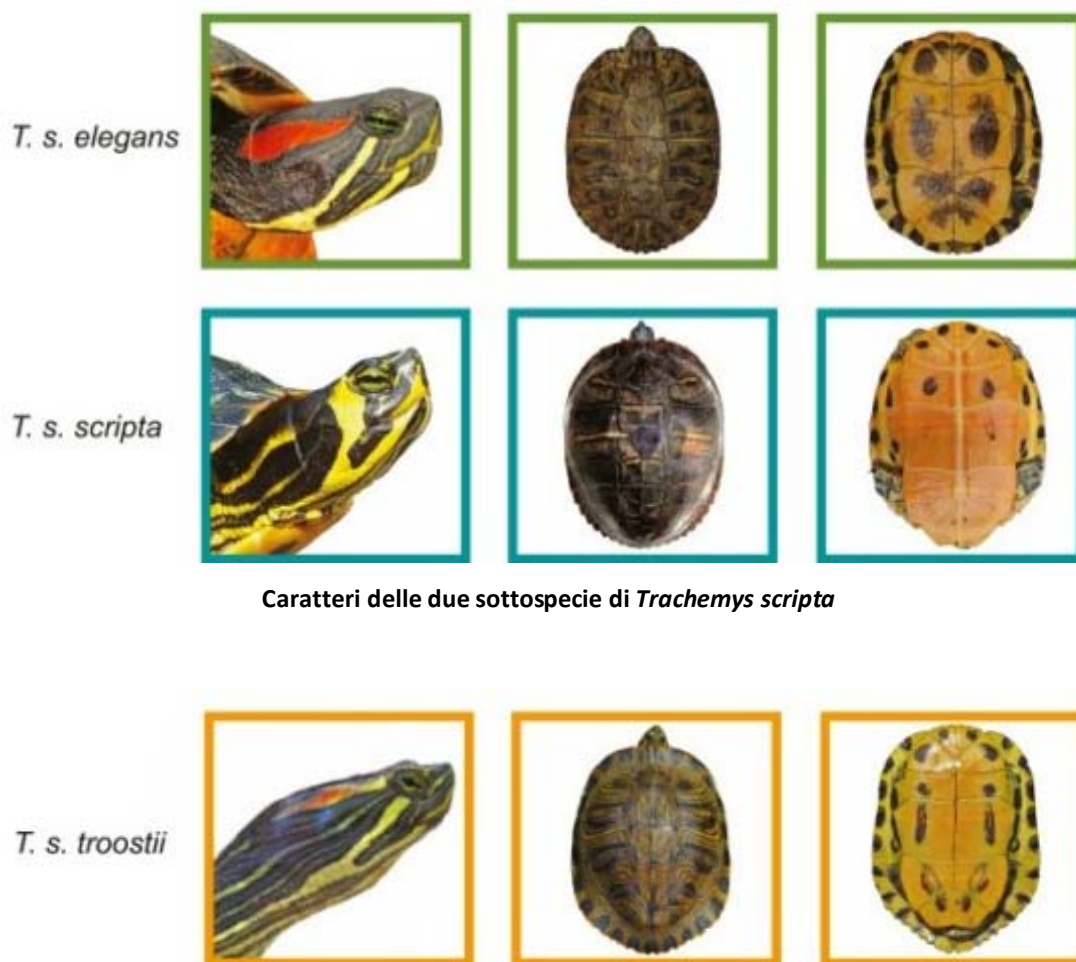 T. s. elegans
T. s. scripta
Caratteri delle due sottospecie di Trachemys scripta
T. s. troostii